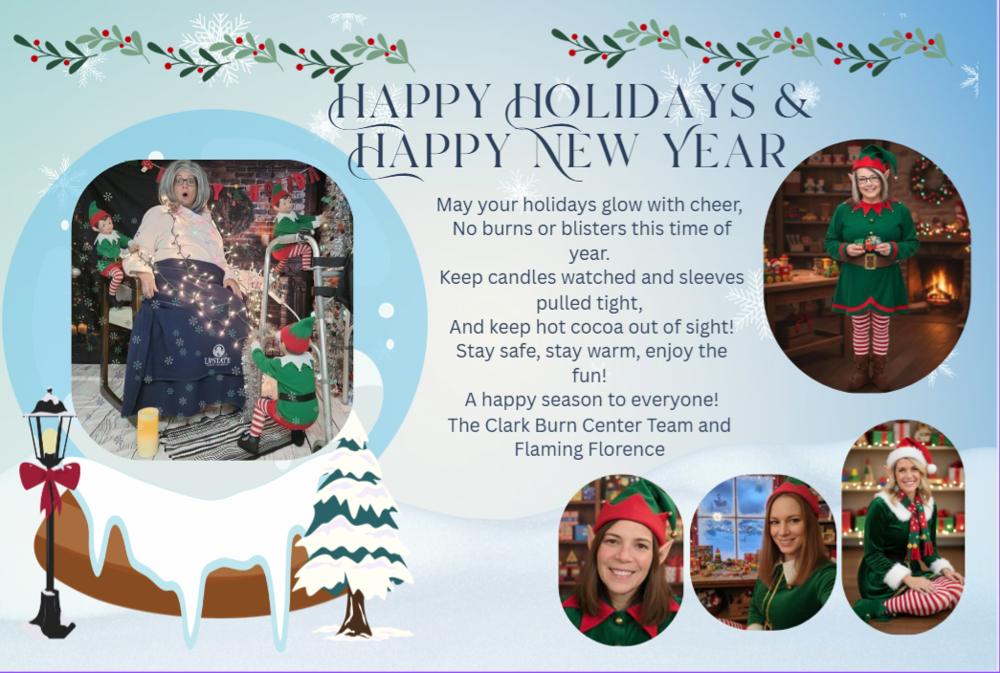 HAPPY HOLIDAYS &
HAPPY NEW YEAR
May your holidays glow with cheer,
No burns or blisters this time of
year.
Keep candles watched and sleeves
pulled tight,
And keep hot cocoa out of sight!
Stay safe, stay warm, enjoy the
fun!
A happy season to everyone!
The Clark Burn Center Team and
Flaming Florence
UPSTATE